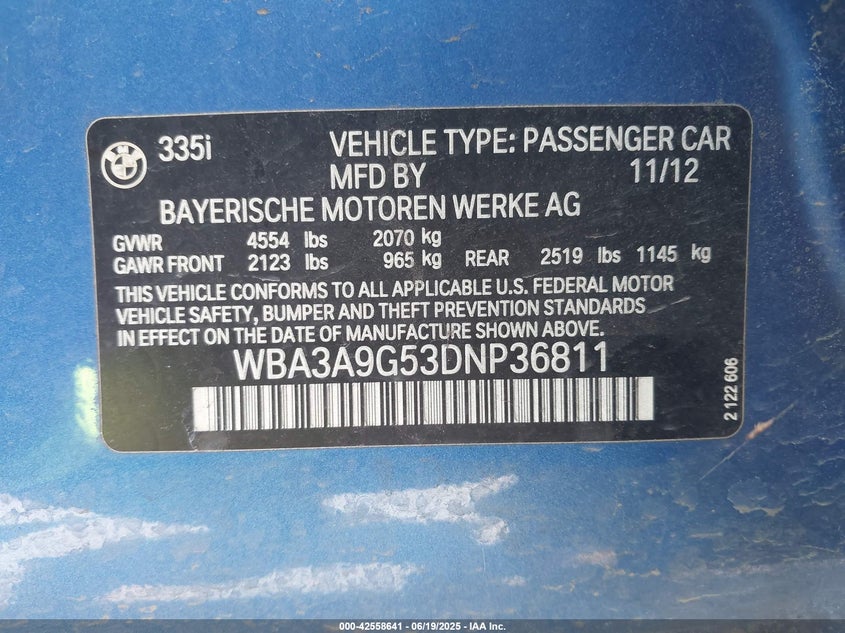 335i VEHICLE TYPE: PASSENGER CAR
MFD BY 11/12
BAYERISCHE MOTOREN WERKE AG
GVWR 4554 lbs 2070 kg
GAWR FRONT 2123 lbs 965 kg REAR 2519 lbs 1145 kg
THIS VEHICLE CONFORMS TO ALL APPLICABLE U.S. FEDERAL MOTOR
VEHICLE SAFETY, BUMPER AND THEFT PREVENTION STANDARDS
IN EFFECT ON THE DATE OF MANUFACTURE SHOWN ABOVE.
WBA3A9G53DNP36811
2 122 606
000-42558641 / 06/19/2025 - IAA Inc.